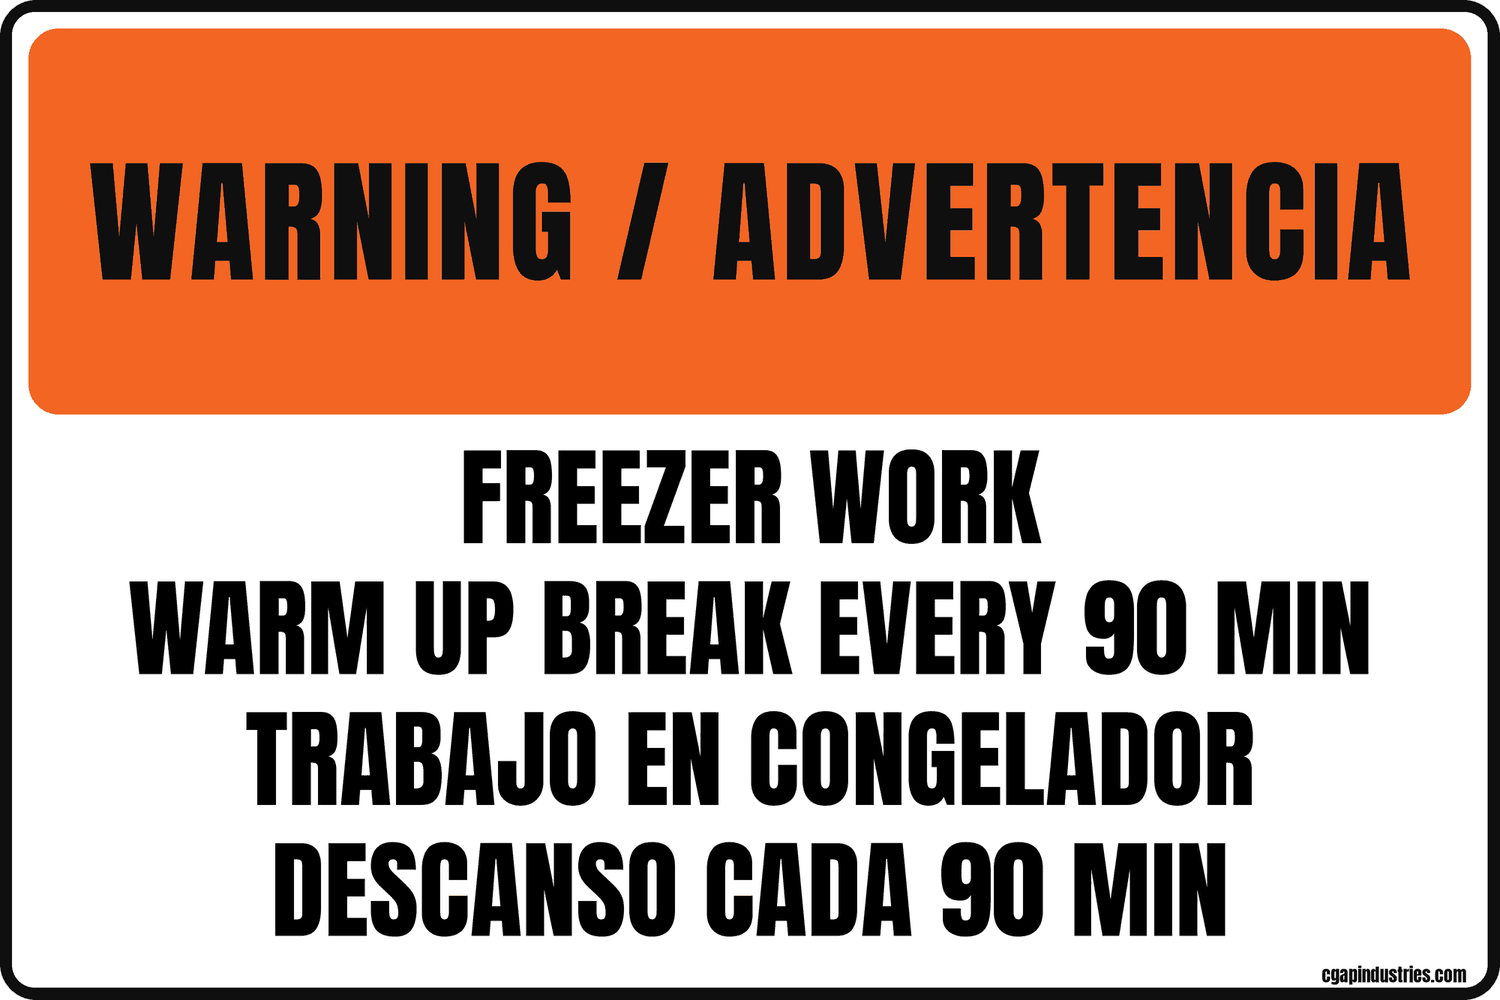 WARNING / ADVERTENCIA
FREEZER WORK
WARM UP BREAK EVERY 90 MIN
TRABAJO EN CONGELADOR
DESCANSO CADA 90 MIN
cgapindustries.com